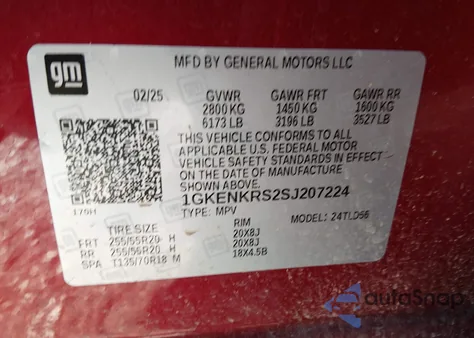 gm
MFD BY GENERAL MOTORS LLC
02/25 GVWR GAWR FRT GAWR RR
2800 KG 1450 KG 1600 KG
6173 LB 3196 LB 3527 LB
THIS VEHICLE CONFORMS TO ALL
APPLICABLE U.S. FEDERAL MOTOR
VEHICLE SAFETY STANDARDS IN EFFECT
ON THE DATE OF MANUFACTURE
SHOWN ABOVE.
1GKENKRS2SJ207224
170H TYPE: MPV MODEL: 24TLD56
TIRE SIZE RIM
FRT 255/55R20 H 20X8J
RR 255/55R20 H 20X8J
SPA T135/70R18 M 18X4.5B
autoSnap